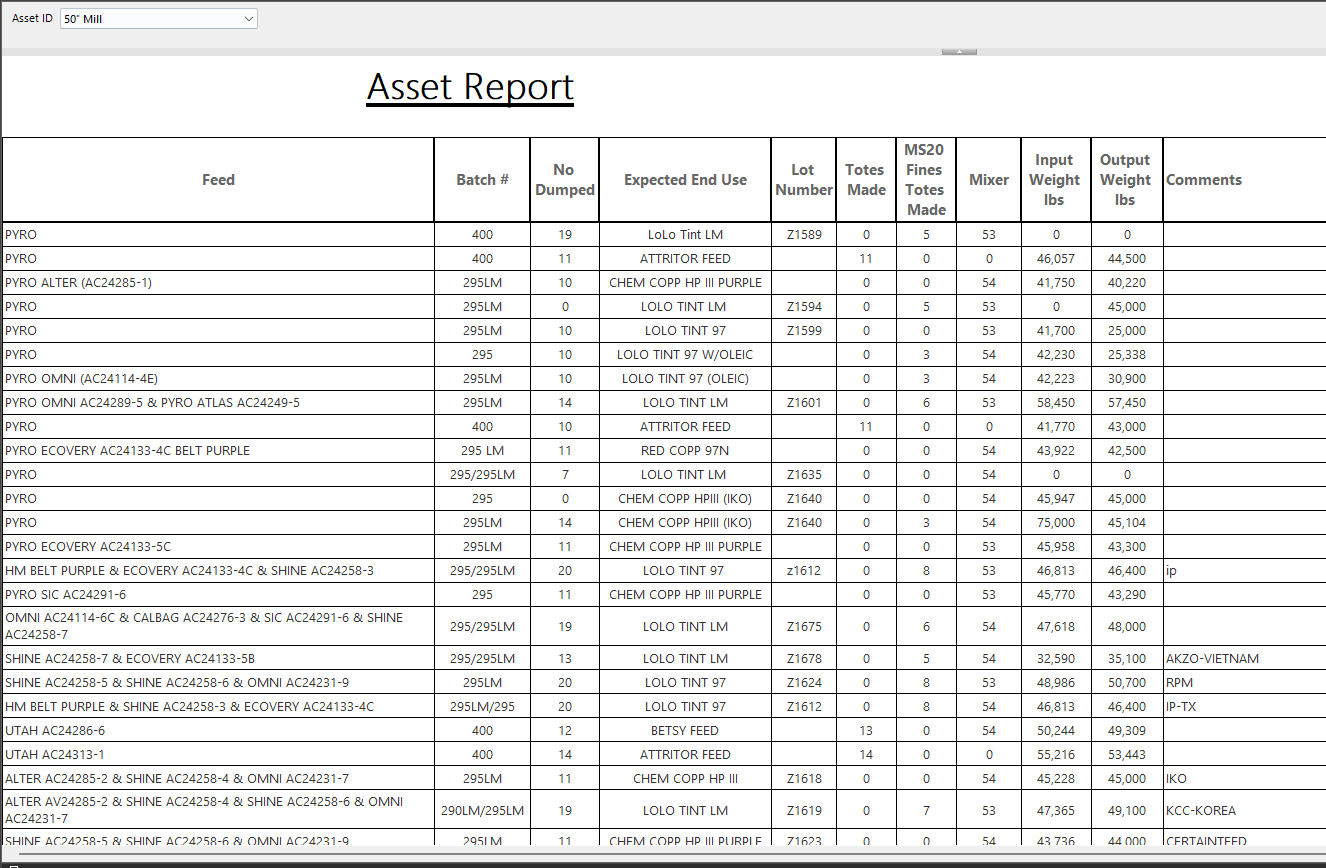 Asset ID 50" Mill
Asset Report
Feed Batch # No Dumped Expected End Use Lot Number Totes Made MS20 Fines Totes Made Mixer Input Weight lbs Output Weight lbs Comments
PYRO 400 19 LoLo Tint LM Z1589 0 5 53 0 0
PYRO 400 11 ATTRITOR FEED 11 0 0 46,057 44,500
PYRO ALTER (AC24285-1) 295LM 10 CHEM COPP HP III PURPLE 0 0 54 41,750 40,220
PYRO 295LM 0 LOLO TINT LM Z1594 0 5 53 0 45,000
PYRO 295LM 10 LOLO TINT 97 Z1599 0 0 53 41,700 25,000
PYRO 295 10 LOLO TINT 97 W/OLEIC 0 3 54 42,230 25,338
PYRO OMNI (AC24114-4E) 295LM 10 LOLO TINT 97 (OLEIC) 0 3 54 42,223 30,900
PYRO OMNI AC24289-5 & PYRO ATLAS AC24249-5 295LM 14 LOLO TINT LM Z1601 0 6 53 58,450 57,450
PYRO 400 10 ATTRITOR FEED 11 0 0 41,770 43,000
PYRO ECOVERY AC24133-4C BELT PURPLE 295 LM 11 RED COPP 97N 0 0 54 43,922 42,500
PYRO 295/295LM 7 LOLO TINT LM Z1635 0 0 54 0 0
PYRO 295 0 CHEM COPP HPIII (IKO) Z1640 0 0 54 45,947 45,000
PYRO 295LM 14 CHEM COPP HPIII (IKO) Z1640 0 3 54 75,000 45,104
PYRO ECOVERY AC24133-5C 295LM 11 CHEM COPP HP III PURPLE 0 0 53 45,958 43,300
HM BELT PURPLE & ECOVERY AC24133-4C & SHINE AC24258-3 295/295LM 20 LOLO TINT 97 z1612 0 8 53 46,813 46,400 ip
PYRO SIC AC24291-6 295 11 CHEM COPP HP III PURPLE 0 0 53 45,770 43,290
OMNI AC24114-6C & CALBAG AC24276-3 & SIC AC24291-6 & SHINE
AC24258-7 295/295LM 19 LOLO TINT LM Z1675 0 6 54 47,618 48,000
SHINE AC24258-7 & ECOVERY AC24133-5B 295/295LM 13 LOLO TINT LM Z1678 0 5 54 32,590 35,100 AKZO-VIETNAM
SHINE AC24258-5 & SHINE AC24258-6 & OMNI AC24231-9 295LM 20 LOLO TINT 97 Z1624 0 8 53 48,986 50,700 RPM
HM BELT PURPLE & SHINE AC24258-3 & ECOVERY AC24133-4C 295LM/295 20 LOLO TINT 97 Z1612 0 8 54 46,813 46,400 IP-TX
UTAH AC24286-6 400 12 BETSY FEED 13 0 54 50,244 49,309
UTAH AC24313-1 400 14 ATTRITOR FEED 14 0 0 55,216 53,443
ALTER AC24285-2 & SHINE AC24258-4 & OMNI AC24231-7 295LM 11 CHEM COPP HP III Z1618 0 0 54 45,228 45,000 IKO
ALTER AV24285-2 & SHINE AC24258-4 & SHINE AC24258-6 & OMNI
AC24231-7 290LM/295LM 19 LOLO TINT LM Z1619 0 7 53 47,365 49,100 KCC-KOREA
SHINE AC24258-5 & SHINE AC24258-6 & OMNI AC24231-9 295LM 11 CHEM COPP HP III PURPLE Z1623 0 0 54 43,736 44,000 CERTAINTEED